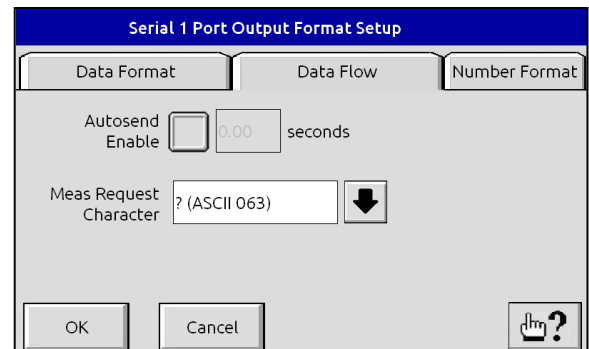 Serial 1 Port Output Format Setup
Data Format
Data Flow
Number Format
Autosend
Enable
0.00
seconds
Meas Request
Character
? (ASCII 063)
OK
Cancel
?